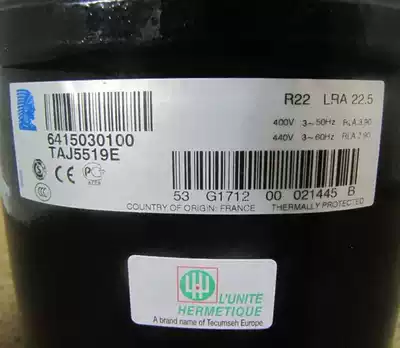 R22 LRA 22.5
400V 3~50Hz RLA 3.90
440V 3~60Hz RLA 3.90
6415030100
TAJ5519E
53 G1712 00 021445 B
COUNTRY OF ORIGIN: FRANCE THERMALLY PROTECTED
L'UNITE
HERMETIQUE
A brand name of Tecumseh Europe